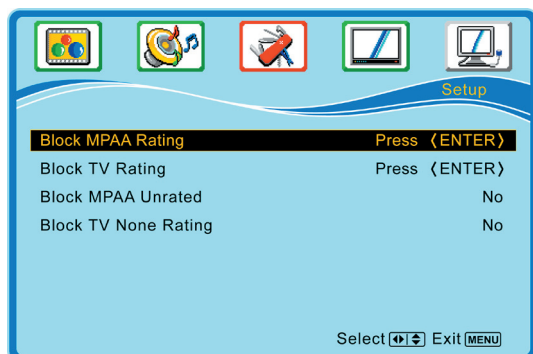 Setup
Block MPAA Rating Press 〈ENTER〉
Block TV Rating Press 〈ENTER〉
Block MPAA Unrated No
Block TV None Rating No
Select Exit MENU